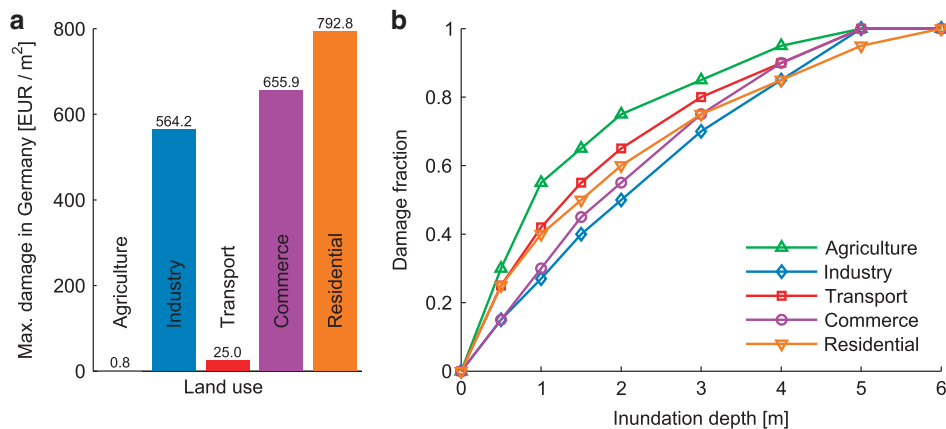 a
Max. damage in Germany [EUR / m²]
800
600
400
200
0
0.8
564.2
25.0
655.9
792.8
Agriculture
Industry
Transport
Commerce
Residential
Land use
b
Damage fraction
1
0.8
0.6
0.4
0.2
0
0 1 2 3 4 5 6
Inundation depth [m]
Agriculture
Industry
Transport
Commerce
Residential